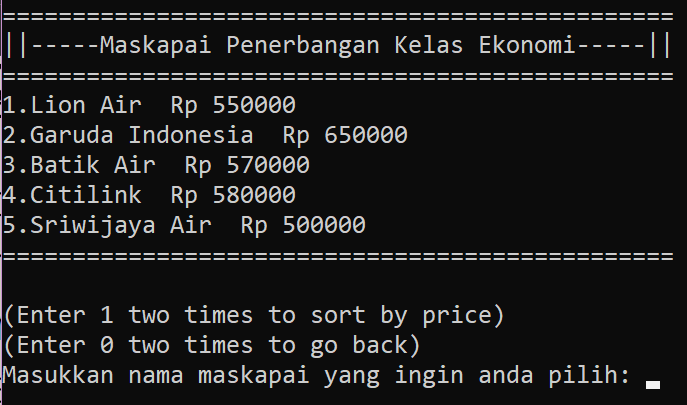 ================================================
||-----Maskapai Penerbangan Kelas Ekonomi-----||
================================================
1.Lion Air  Rp 550000
2.Garuda Indonesia  Rp 650000
3.Batik Air  Rp 570000
4.Citilink  Rp 580000
5.Sriwijaya Air  Rp 500000
================================================
(Enter 1 two times to sort by price)
(Enter 0 two times to go back)
Masukkan nama maskapai yang ingin anda pilih: